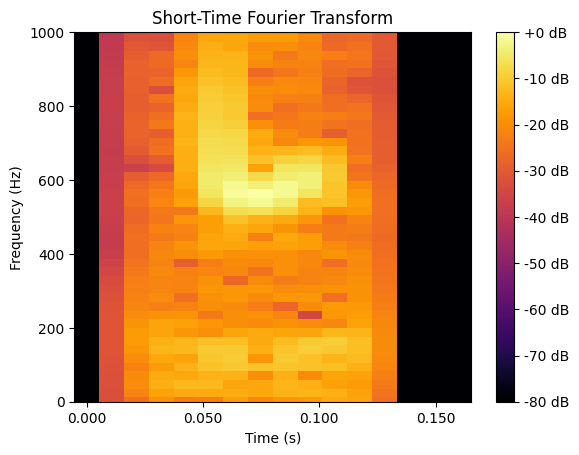 Short-Time Fourier Transform
Frequency (Hz)
1000
800
600
400
200
0
0.000
0.050
0.100
0.150
Time (s)
+0 dB
-10 dB
-20 dB
-30 dB
-40 dB
-50 dB
-60 dB
-70 dB
-80 dB